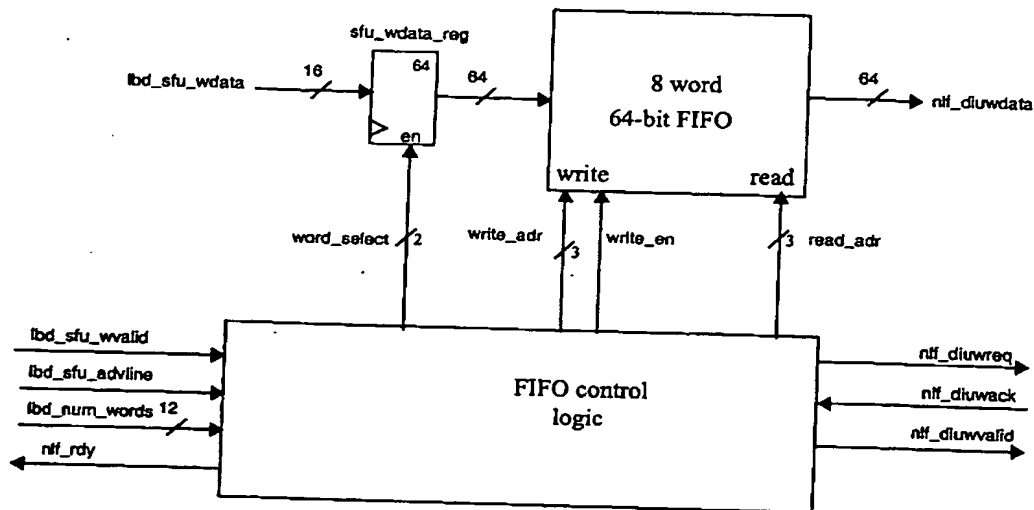 sfu_wdata_reg
lbd_sfu_wdata
16
64
64
en
8 word
64-bit FIFO
write
read
64
nlf_diuwdata
word_select
2
write_adr
3
write_en
3
read_adr
lbd_sfu_wvalid
lbd_sfu_advline
lbd_num_words
12
nlf_rdy
FIFO control
logic
nlf_diuwreq
nlf_diuwack
nlf_diuwvalid